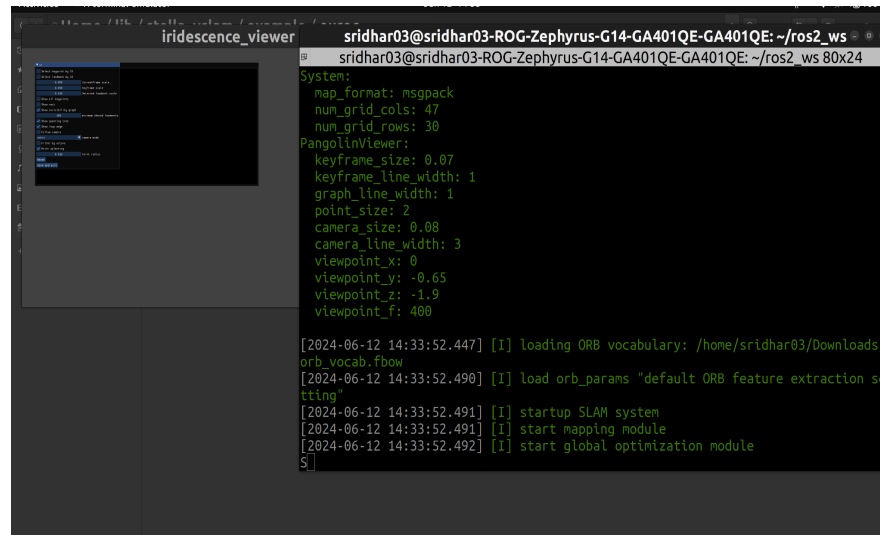 iridescence_viewer
sridhar03@sridhar03-ROG-Zephyrus-G14-GA401QE-GA401QE: ~/ros2_ws
sridhar03@sridhar03-ROG-Zephyrus-G14-GA401QE-GA401QE: ~/ros2_ws 80x24
System:
map_format: msgpack
num_grid_cols: 47
num_grid_rows: 30
PangolinViewer:
keyframe_size: 0.07
keyframe_line_width: 1
graph_line_width: 1
point_size: 2
camera_size: 0.08
camera_line_width: 3
viewpoint_x: 0
viewpoint_y: -0.65
viewpoint_z: -1.9
viewpoint_f: 400
[2024-06-12 14:33:52.447] [I] loading ORB vocabulary: /home/sridhar03/Downloads
orb_vocab.fbow
[2024-06-12 14:33:52.490] [I] load orb_params "default ORB feature extraction s
tting"
[2024-06-12 14:33:52.491] [I] startup SLAM system
[2024-06-12 14:33:52.491] [I] start mapping module
[2024-06-12 14:33:52.492] [I] start global optimization module
S